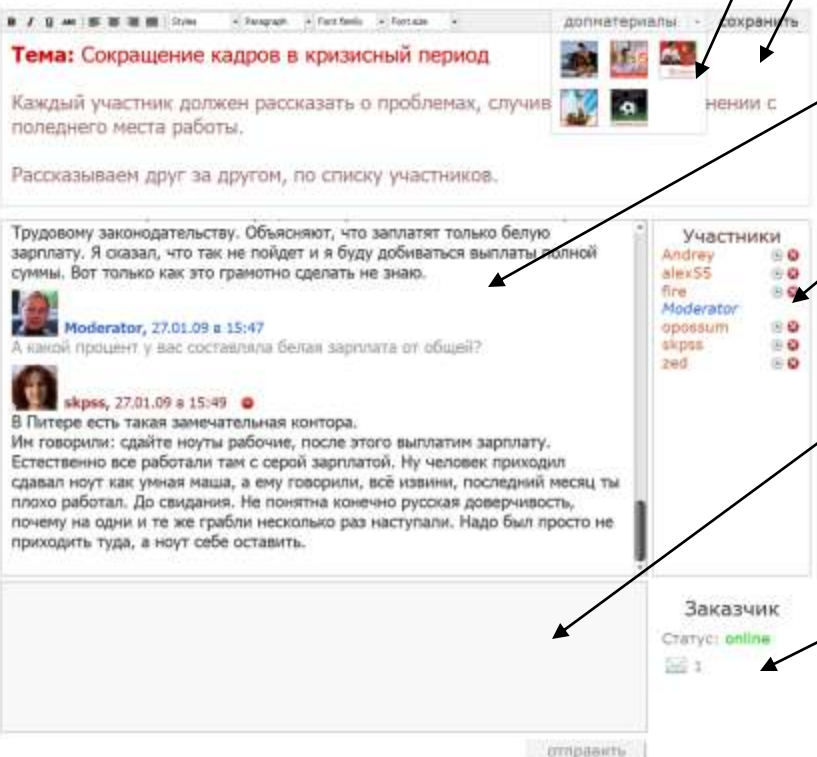 B I U ABC Styles Paragraph Font family Font size
допматериалы сохранить
Тема: Сокращение кадров в кризисный период
Каждый участник должен рассказать о проблемах, случив нении с
поледнего места работы.
Рассказываем друг за другом, по списку участников.
Трудовому законодательству. Объясняют, что заплатят только белую
зарплату. Я сказал, что так не пойдет и я буду добиваться выплаты полной
суммы. Вот только как это грамотно сделать не знаю.
Moderator, 27.01.09 в 15:47
А какой процент у вас составляла белая зарплата от общей?
skpss, 27.01.09 в 15:49
В Питере есть такая замечательная контора.
Им говорили: сдайте ноуты рабочие, после этого выплатим зарплату.
Естественно все работали там с серой зарплатой. Ну человек приходил
сдавал ноут как умная маша, а ему говорили, всё извини, последний месяц ты
плохо работал. До свидания. Не понятна конечно русская доверчивость,
почему на одни и те же грабли несколько раз наступали. Надо был просто не
приходить туда, а ноут себе оставить.
Участники
Andrey
alex55
fire
Moderator
opossum
skpss
zed
Заказчик
Статус: online
1
отправить